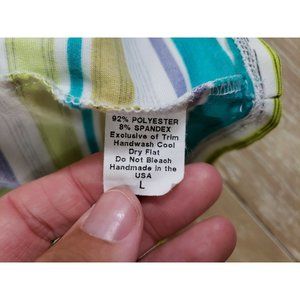 92% POLYESTER
8% SPANDEX
Exclusive of Trim
Handwash Cool
Dry Flat
Do Not Bleach
Handmade in the
USA
L